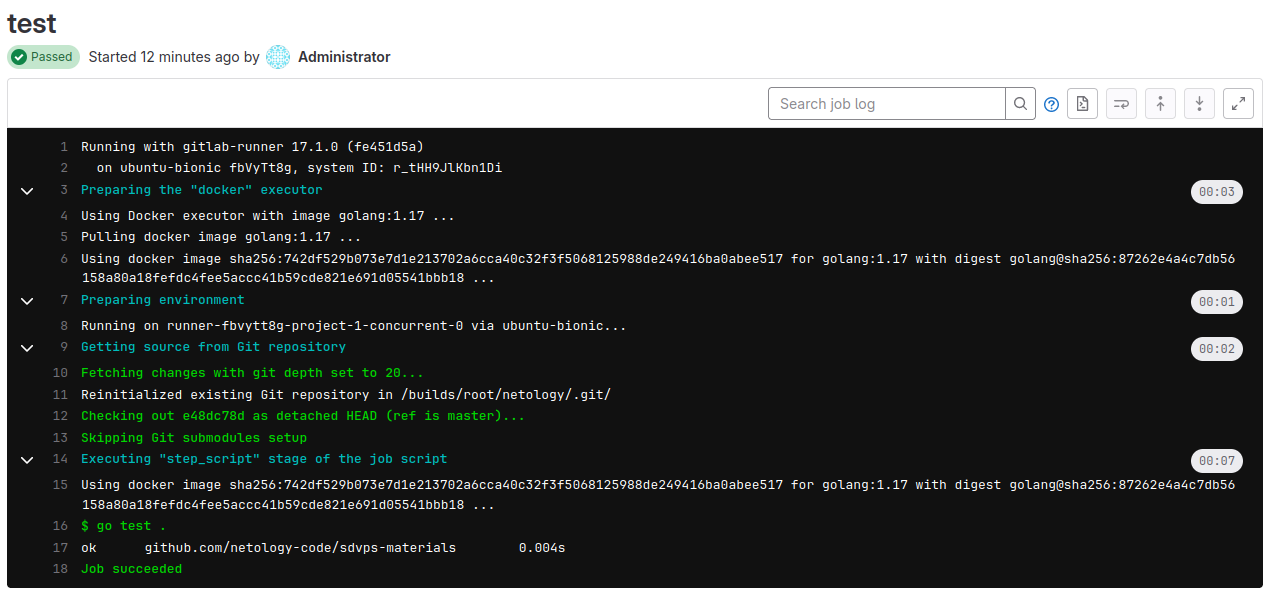 test
Passed Started 12 minutes ago by Administrator
Search job log
1 Running with gitlab-runner 17.1.0 (fe451d5a)
2 on ubuntu-bionic fbVyTt8g, system ID: r_tHH9JlKbn1Di
3 Preparing the "docker" executor 00:03
4 Using Docker executor with image golang:1.17 ...
5 Pulling docker image golang:1.17 ...
6 Using docker image sha256:742df529b073e7d1e213702a6cca40c32f3f5068125988de249416ba0abee517 for golang:1.17 with digest golang@sha256:87262e4a4c7db56
158a80a18fefdc4fee5accc41b59cde821e691d05541bbb18 ...
7 Preparing environment 00:01
8 Running on runner-fbvytt8g-project-1-concurrent-0 via ubuntu-bionic...
9 Getting source from Git repository 00:02
10 Fetching changes with git depth set to 20...
11 Reinitialized existing Git repository in /builds/root/netology/.git/
12 Checking out e48dc78d as detached HEAD (ref is master)...
13 Skipping Git submodules setup
14 Executing "step_script" stage of the job script 00:07
15 Using docker image sha256:742df529b073e7d1e213702a6cca40c32f3f5068125988de249416ba0abee517 for golang:1.17 with digest golang@sha256:87262e4a4c7db56
158a80a18fefdc4fee5accc41b59cde821e691d05541bbb18 ...
16 $ go test .
17 ok github.com/netology-code/sdvps-materials 0.004s
18 Job succeeded